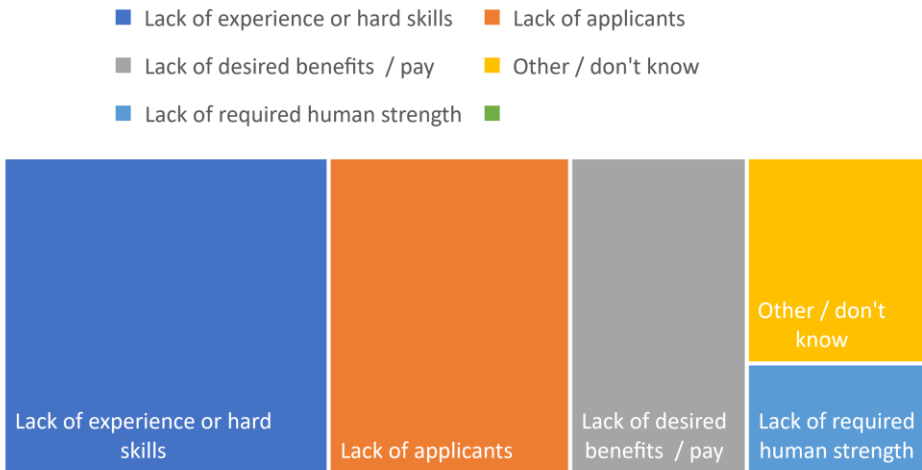 Lack of experience or hard skills
Lack of applicants
Lack of desired benefits / pay
Other / don't know
Lack of required human strength
Lack of experience or hard
skills
Lack of applicants
Lack of desired
benefits / pay
Other / don't
know
Lack of required
human strength